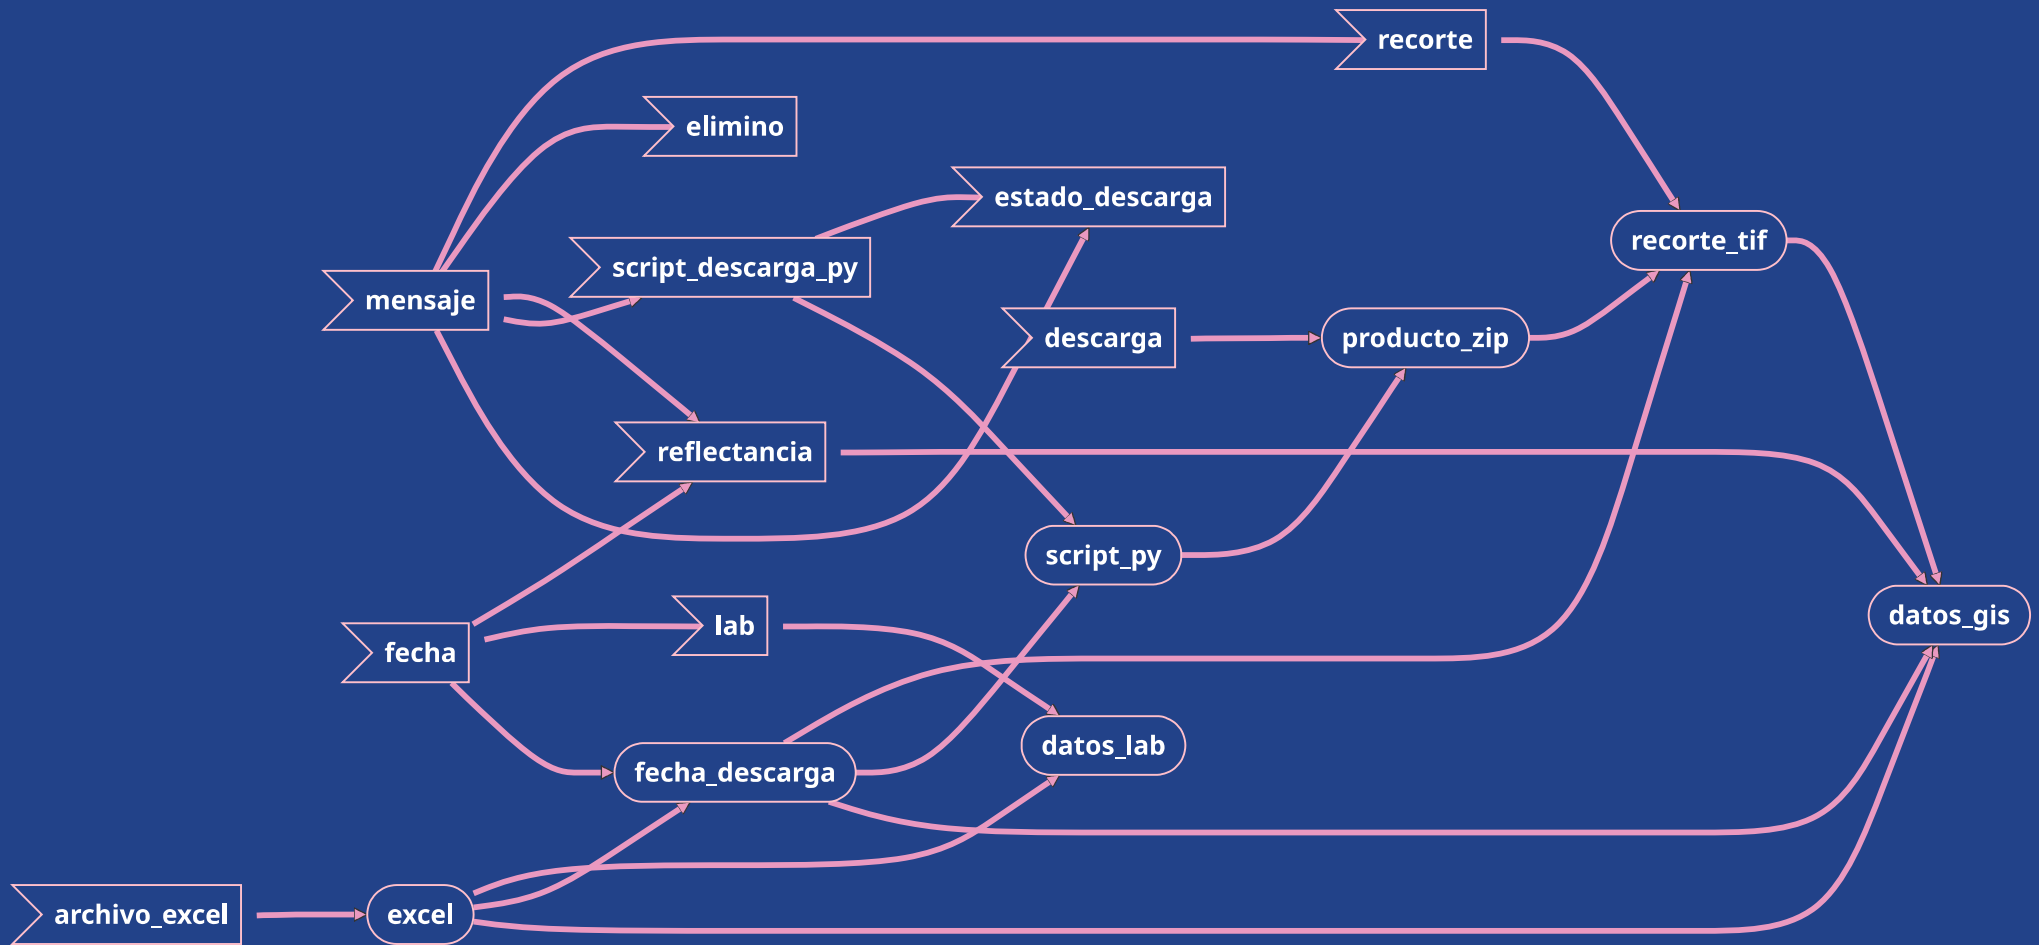 recorte
elimino
estado_descarga
recorte_tif
script_descarga_py
mensaje
descarga
producto_zip
reflectancia
script_py
datos_gis
lab
fecha
datos_lab
fecha_descarga
archivo_excel
excel